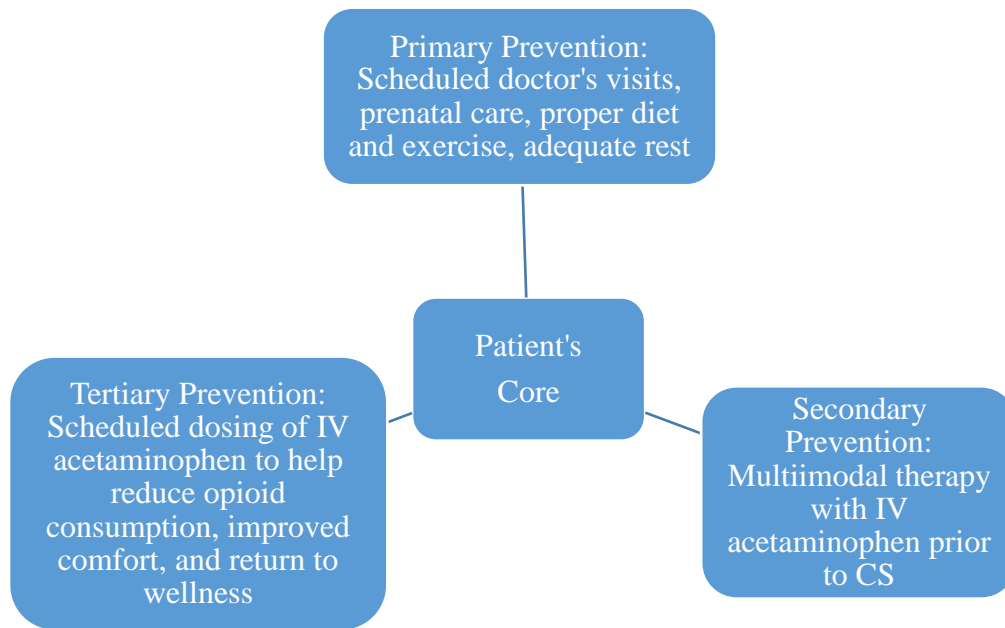 Primary Prevention:
Scheduled doctor's visits,
prenatal care, proper diet
and exercise, adequate rest
Patient's
Core
Tertiary Prevention:
Scheduled dosing of IV
acetaminophen to help
reduce opioid
consumption, improved
comfort, and return to
wellness
Secondary
Prevention:
Multiimodal therapy
with IV
acetaminophen prior
to CS